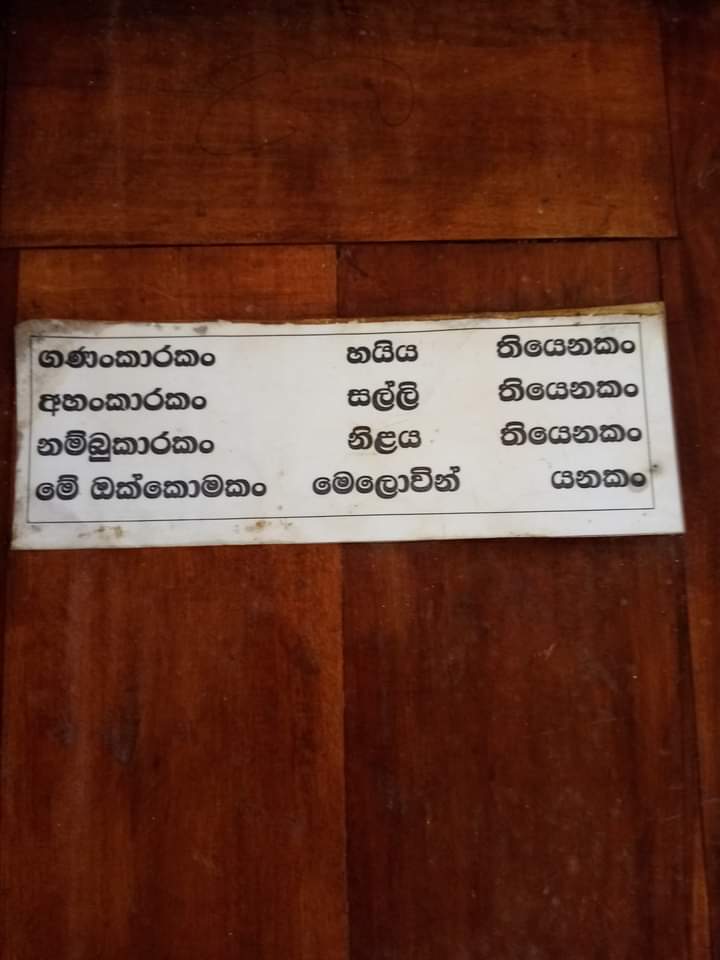 ගණංකාරකං හයිය තියෙනකං
අහංකාරකං සල්ලි තියෙනකං
නම්බුකාරකං නිළය තියෙනකං
මේ ඔක්කොමකං මෙලොවින් යනකං